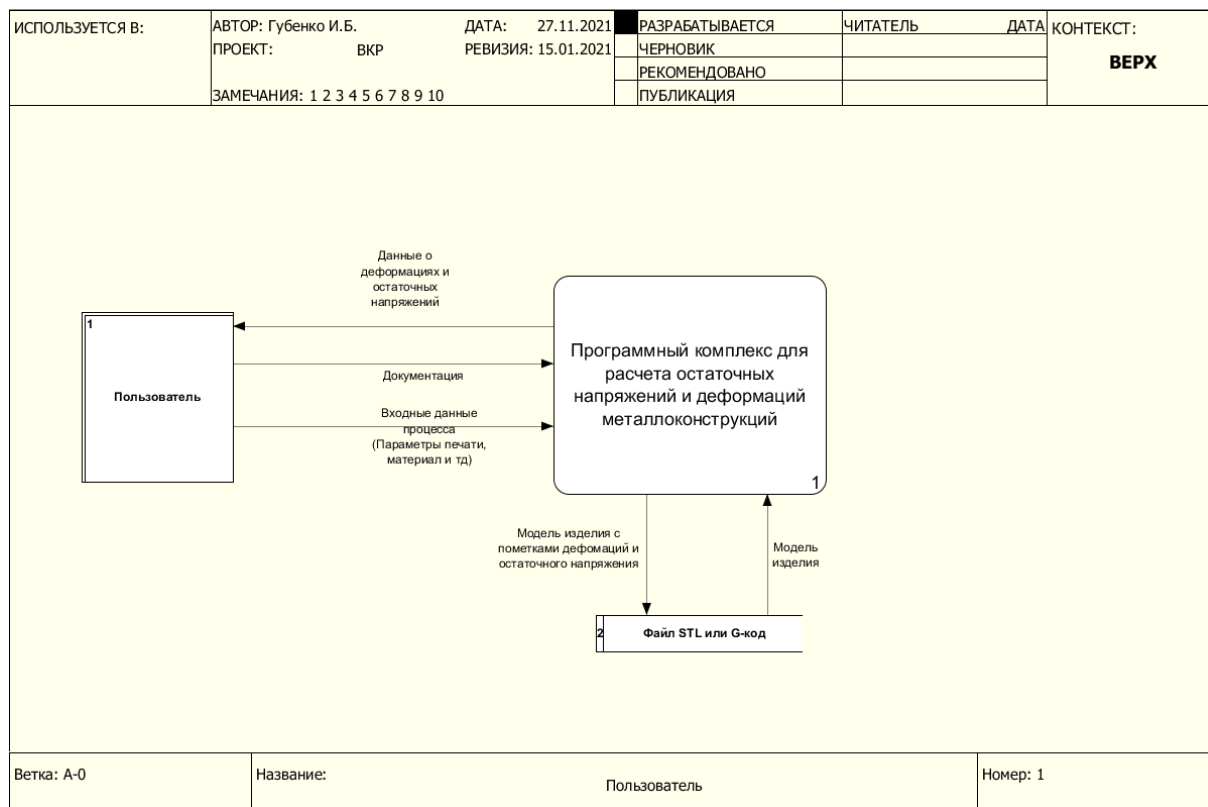 ИСПОЛЬЗУЕТСЯ В:
АВТОР: Губенко И.Б.
ДАТА: 27.11.2021
ПРОЕКТ: ВКР
РЕВИЗИЯ: 15.01.2021
ЗАМЕЧАНИЯ: 1 2 3 4 5 6 7 8 9 10
РАЗРАБАТЫВАЕТСЯ
ЧЕРНОВИК
РЕКОМЕНДОВАНО
ПУБЛИКАЦИЯ
ЧИТАТЕЛЬ
ДАТА
КОНТЕКСТ:
ВЕРХ
Данные о
деформациях и
остаточных
напряжений
1
Пользователь
Документация
Входные данные
процесса
(Параметры печати,
материал и тд)
Программный комплекс для
расчета остаточных
напряжений и деформаций
металлоконструкций
1
Модель изделия с
пометками дефомаций и
остаточного напряжения
Модель
изделия
2
Файл STL или G-код
Ветка: A-0
Название:
Пользователь
Номер: 1